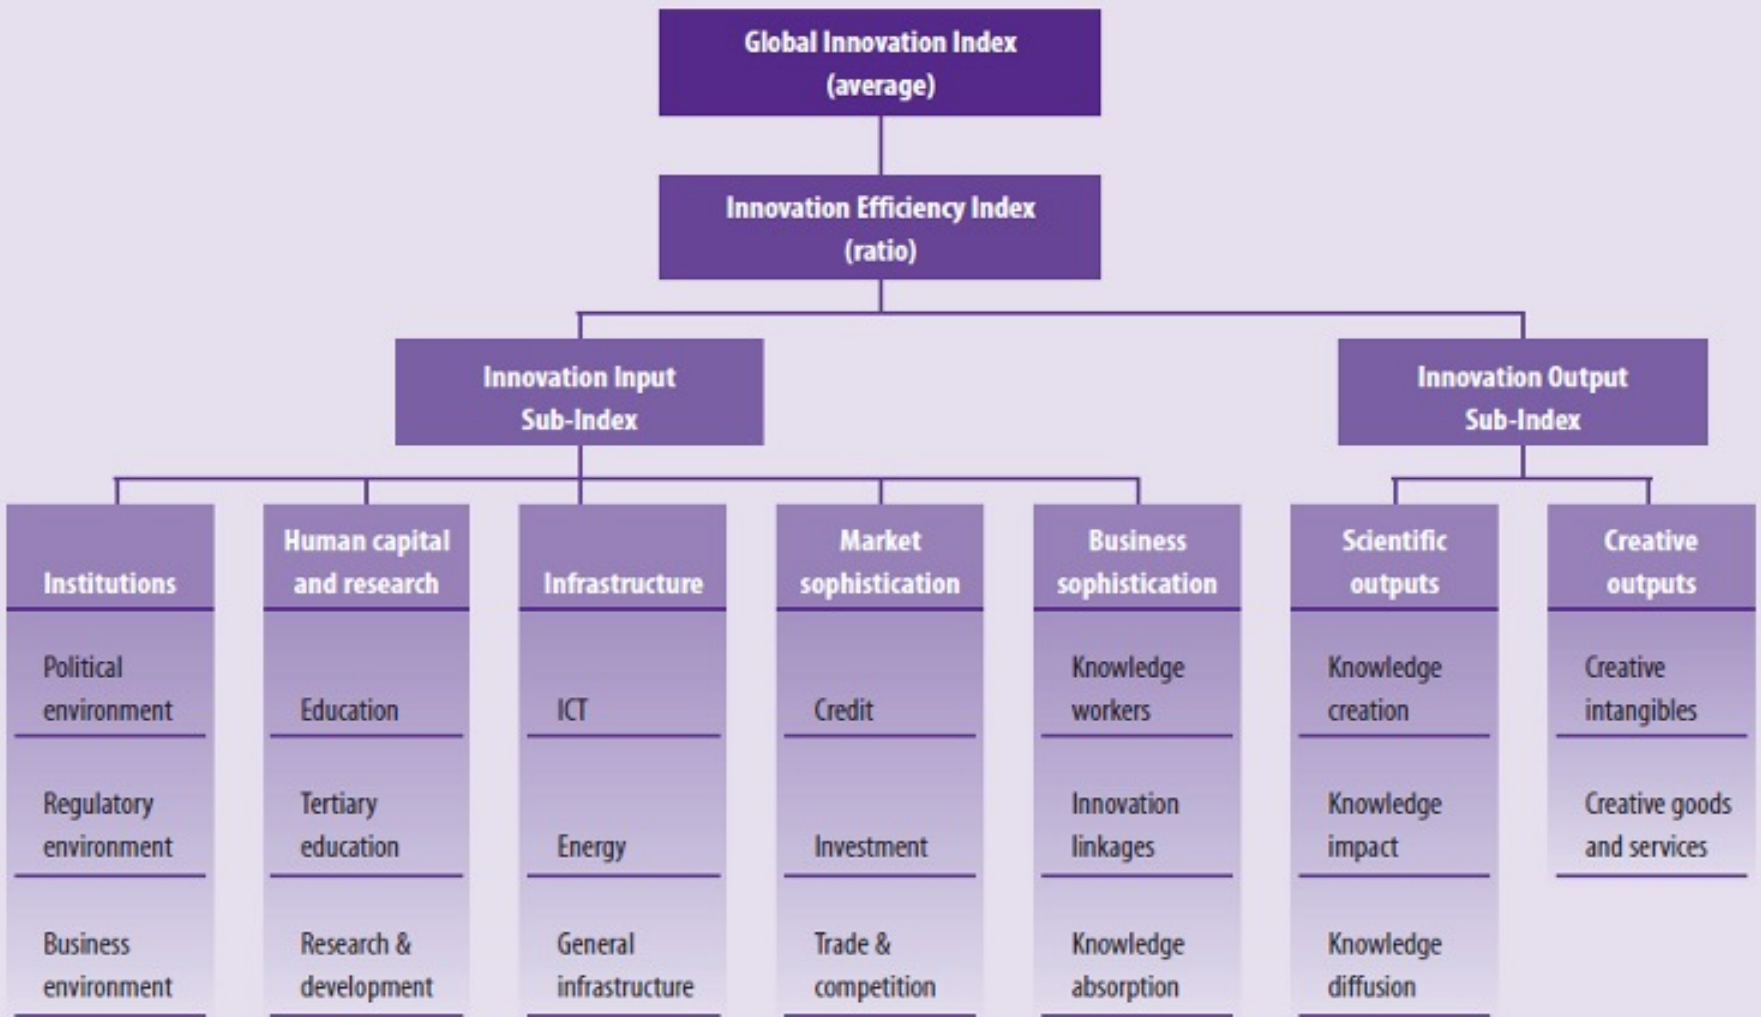 Global Innovation Index
(average)
Innovation Efficiency Index
(ratio)
Innovation Input
Sub-Index
Innovation Output
Sub-Index
Institutions
Human capital
and research
Infrastructure
Market
sophistication
Business
sophistication
Scientific
outputs
Creative
outputs
Political
environment
Education
ICT
Credit
Knowledge
workers
Knowledge
creation
Creative
intangibles
Regulatory
environment
Tertiary
education
Energy
Investment
Innovation
linkages
Knowledge
impact
Creative goods
and services
Business
environment
Research &
development
General
infrastructure
Trade &
competition
Knowledge
absorption
Knowledge
diffusion